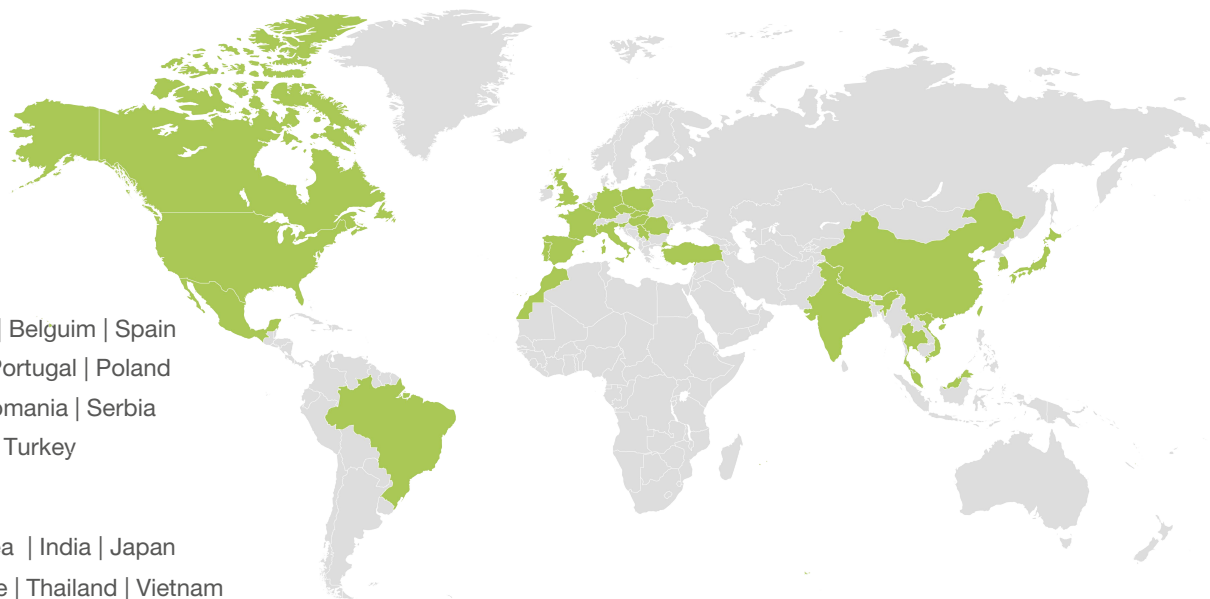 | Belguim | Spain
Portugal | Poland
omania | Serbia
Turkey
a | India | Japan
e | Thailand | Vietnam